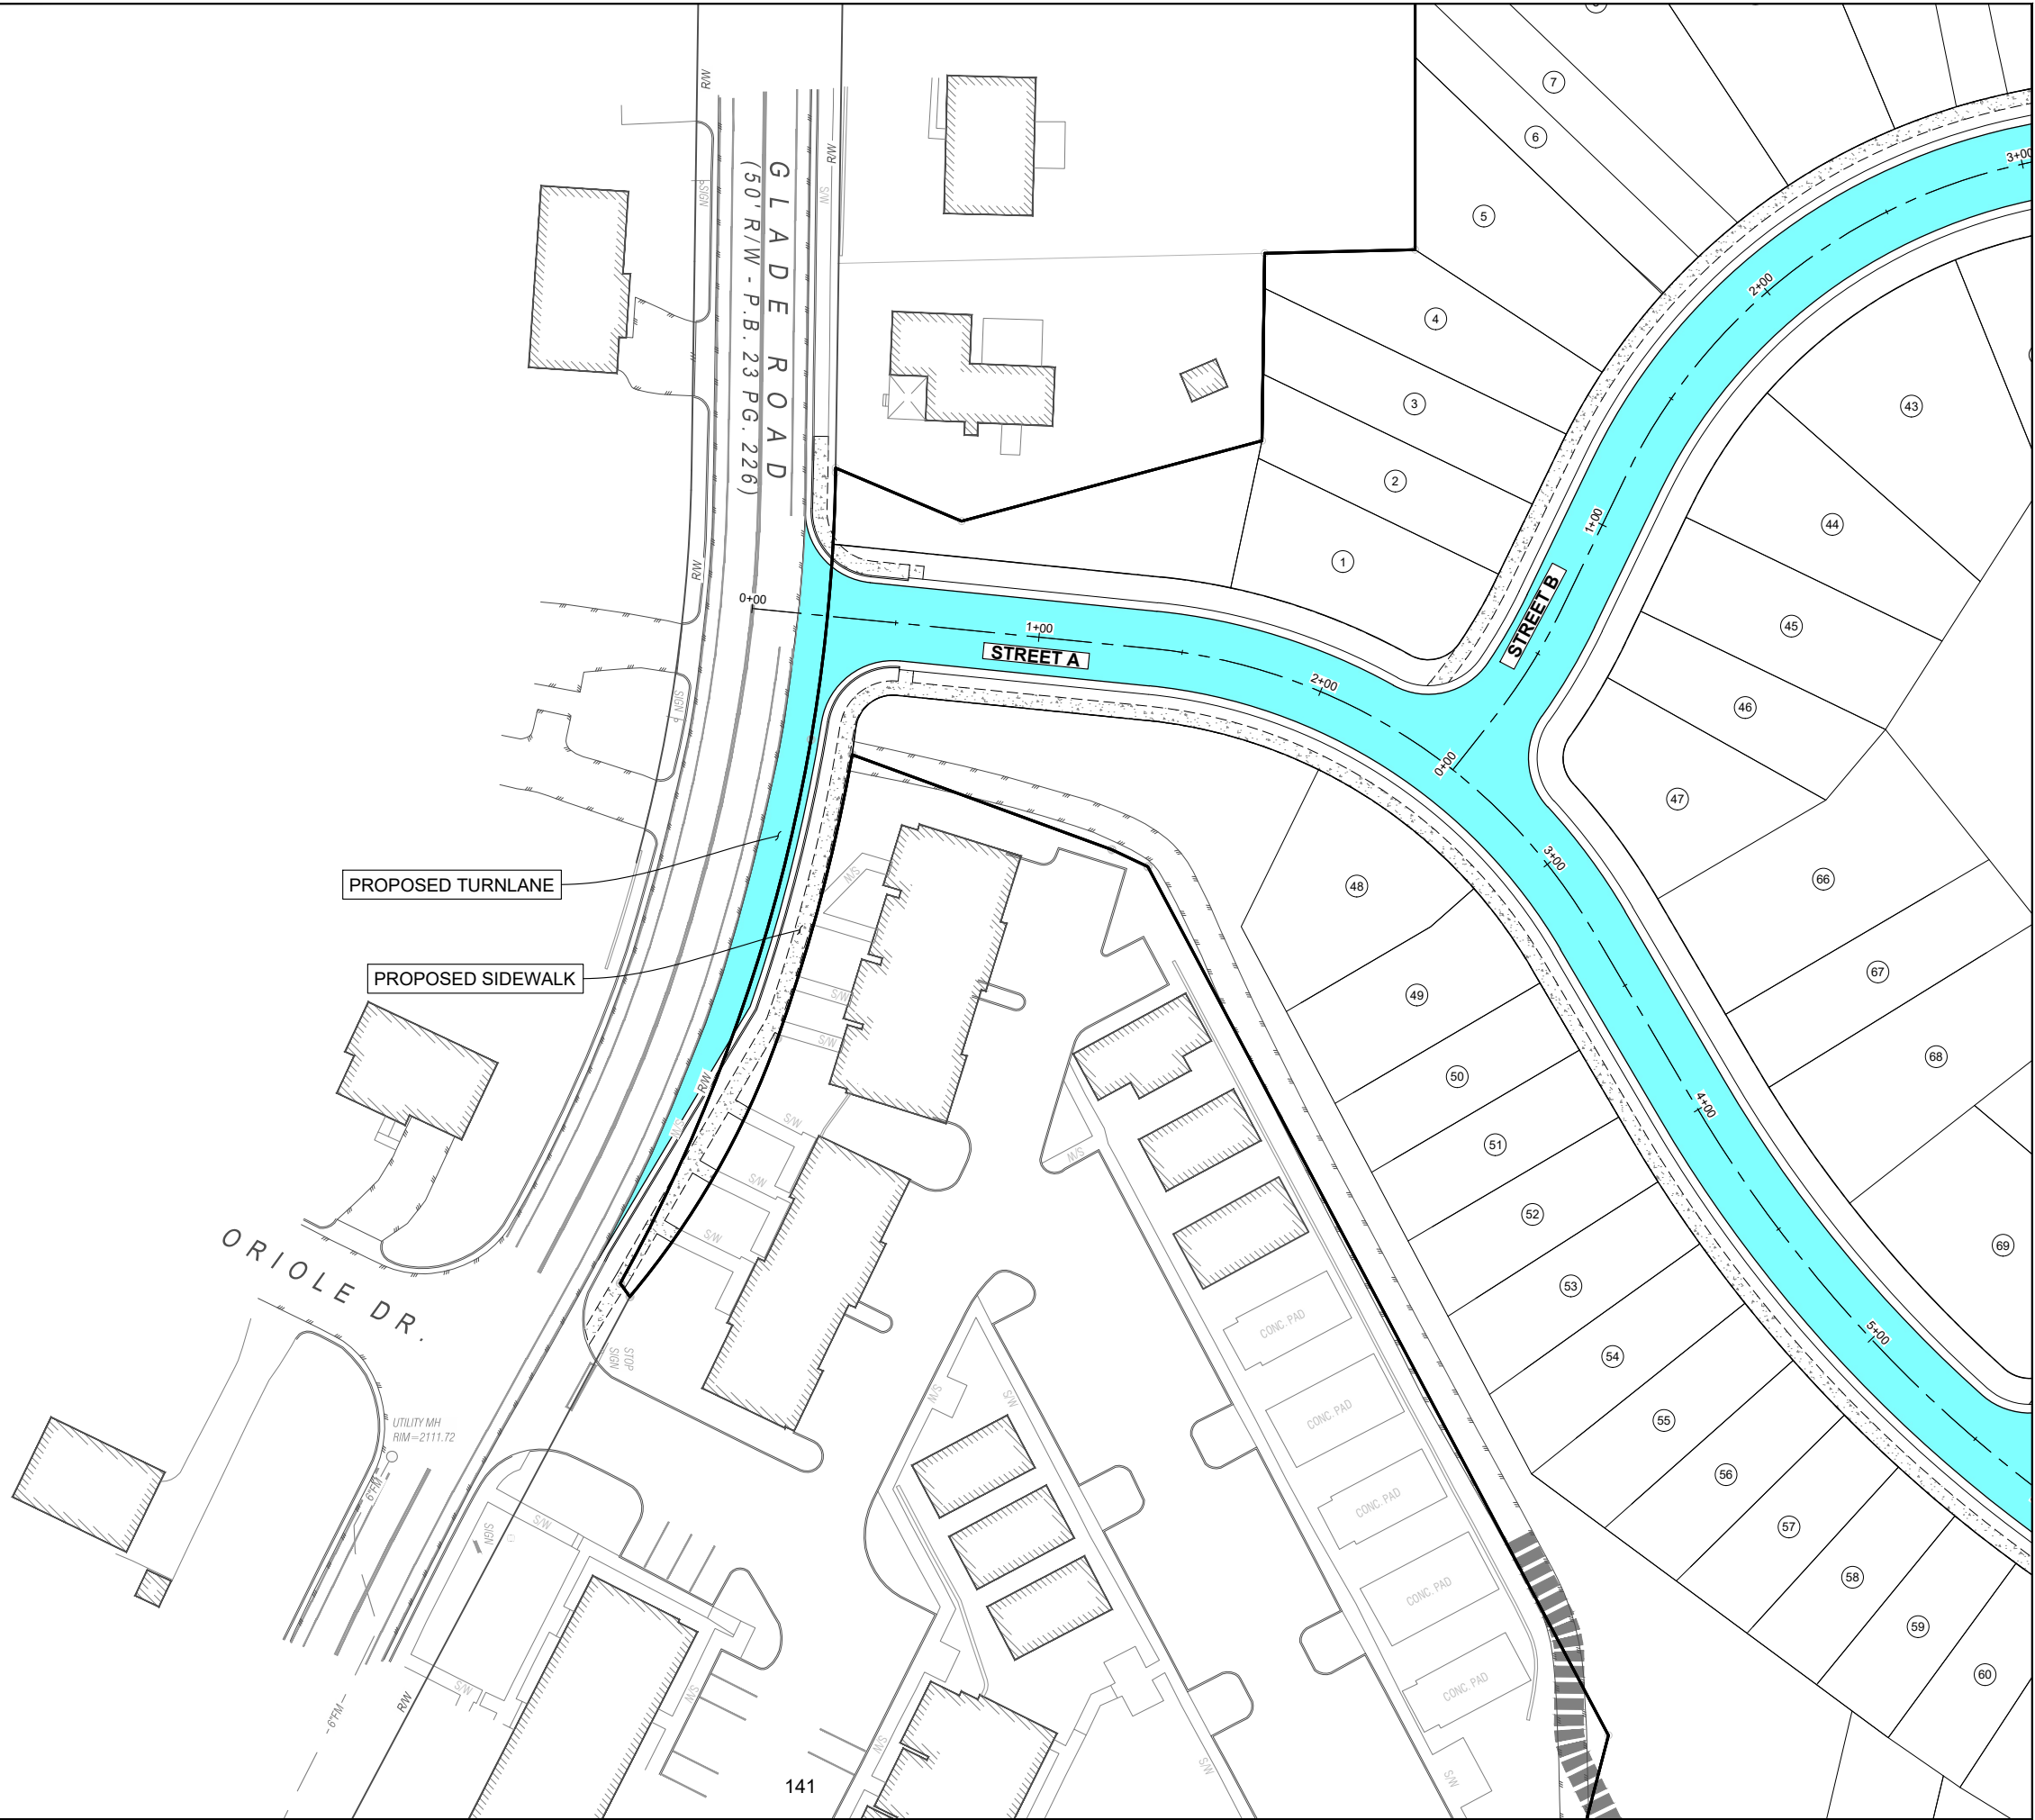 R/W
R/W
S/W
SIGN
GLADE ROAD
(50' R/W - P.B. 23 PG. 226)
R/W
7
6
5
4
3
2
1
3+00
2+00
1+00
0+00
STREET B
43
44
45
46
47
66
67
68
69
0+00
1+00
STREET A
2+00
3+00
4+00
5+00
SIGN
PROPOSED TURNLANE
PROPOSED SIDEWALK
S/W
S/W
S/W
R/W
S/W
S/W
S/W
S/W
S/W
48
49
50
51
52
53
54
55
56
57
58
59
60
ORIOLE DR.
STOP
SIGN
UTILITY MH
RIM=2111.72
6"FM
SIGN
S/W
S/W
S/W
S/W
S/W
CONC. PAD
CONC. PAD
CONC. PAD
CONC. PAD
CONC. PAD
6"FM
R/W
S/W
S/W
S/W
141